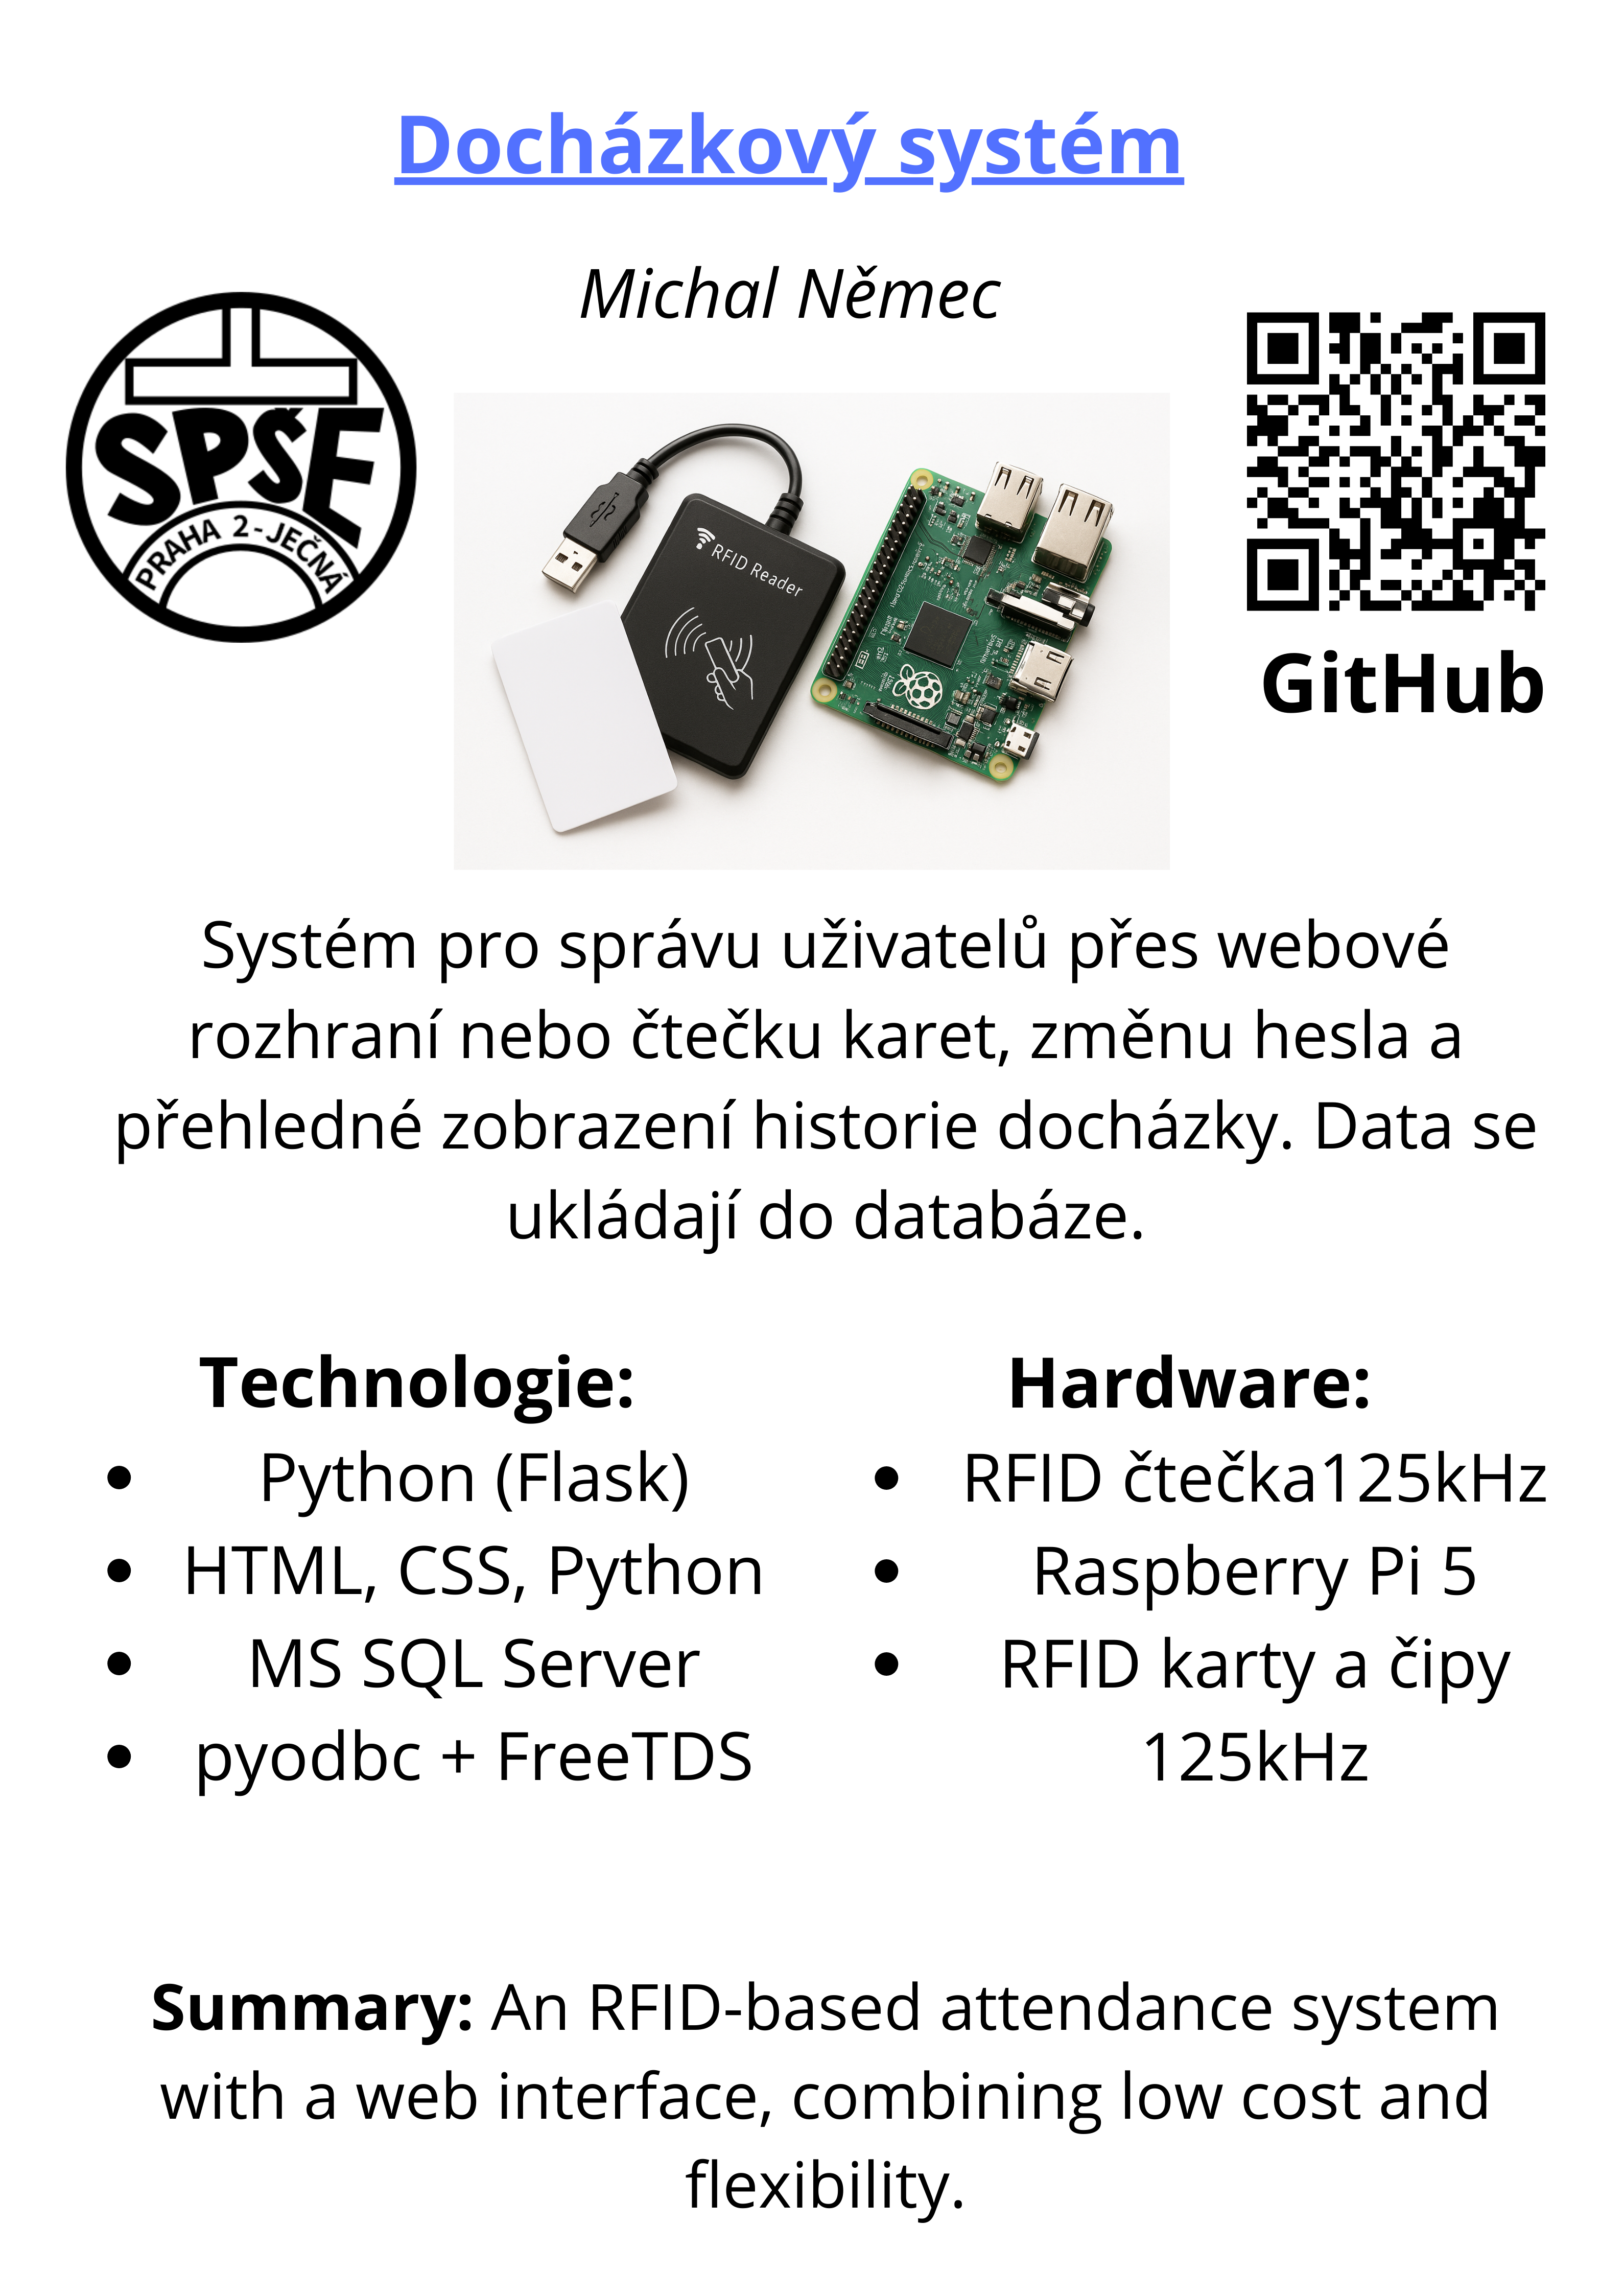 Docházkový systém
Michal Němec
SPŠE
PRAHA 2-JEČNÁ
RFID Reader
GitHub
Systém pro správu uživatelů přes webové
rozhraní nebo čtečku karet, změnu hesla a
přehledné zobrazení historie docházky. Data se
ukládají do databáze.
Technologie:
• Python (Flask)
• HTML, CSS, Python
• MS SQL Server
• pyodbc + FreeTDS
Hardware:
• RFID čtečka125kHz
• Raspberry Pi 5
• RFID karty a čipy
125kHz
Summary: An RFID-based attendance system
with a web interface, combining low cost and
flexibility.